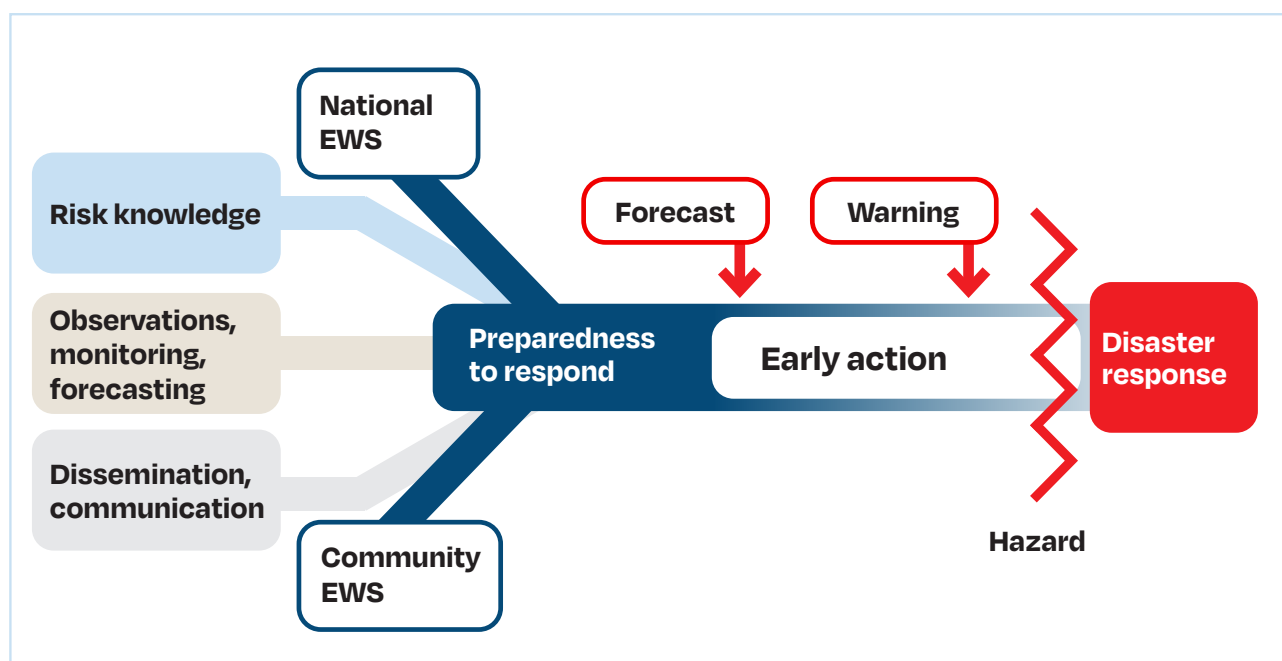 National
EWS
Risk knowledge
Forecast
Warning
Observations,
monitoring,
forecasting
Preparedness
to respond
Early action
Disaster
response
Dissemination,
communication
Hazard
Community
EWS